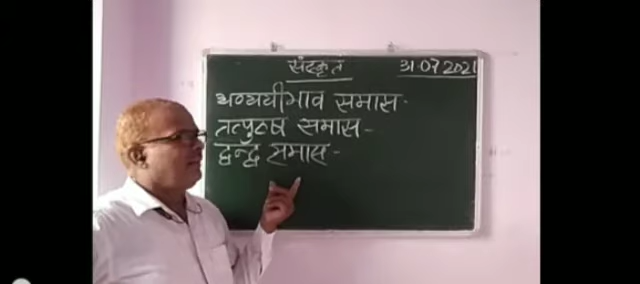 संस्कृत 31 07 2021
अव्ययीभाव समास -
तत्पुरुष समास -
द्वन्द्व समास -